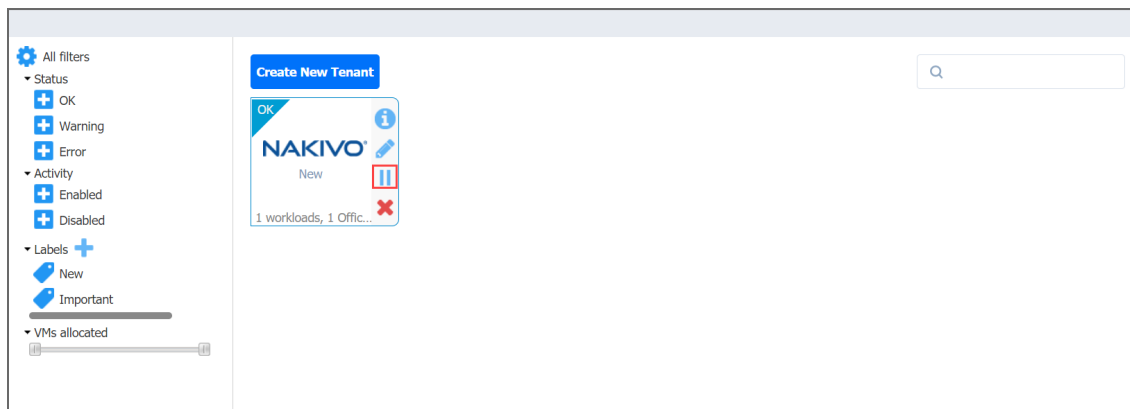 All filters
Status
OK
Warning
Error
Activity
Enabled
Disabled
Labels
New
Important
VMs allocated
Create New Tenant
OK
NAKIVO®
New
1 workloads, 1 Offic...